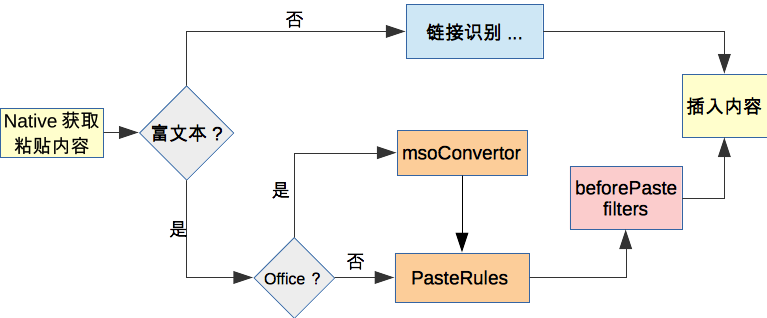 否
链接识别 ...
Native 获取
粘贴内容
富文本 ?
插入内容
是
msoConvertor
是
beforePaste
filters
Office ?
否
PasteRules